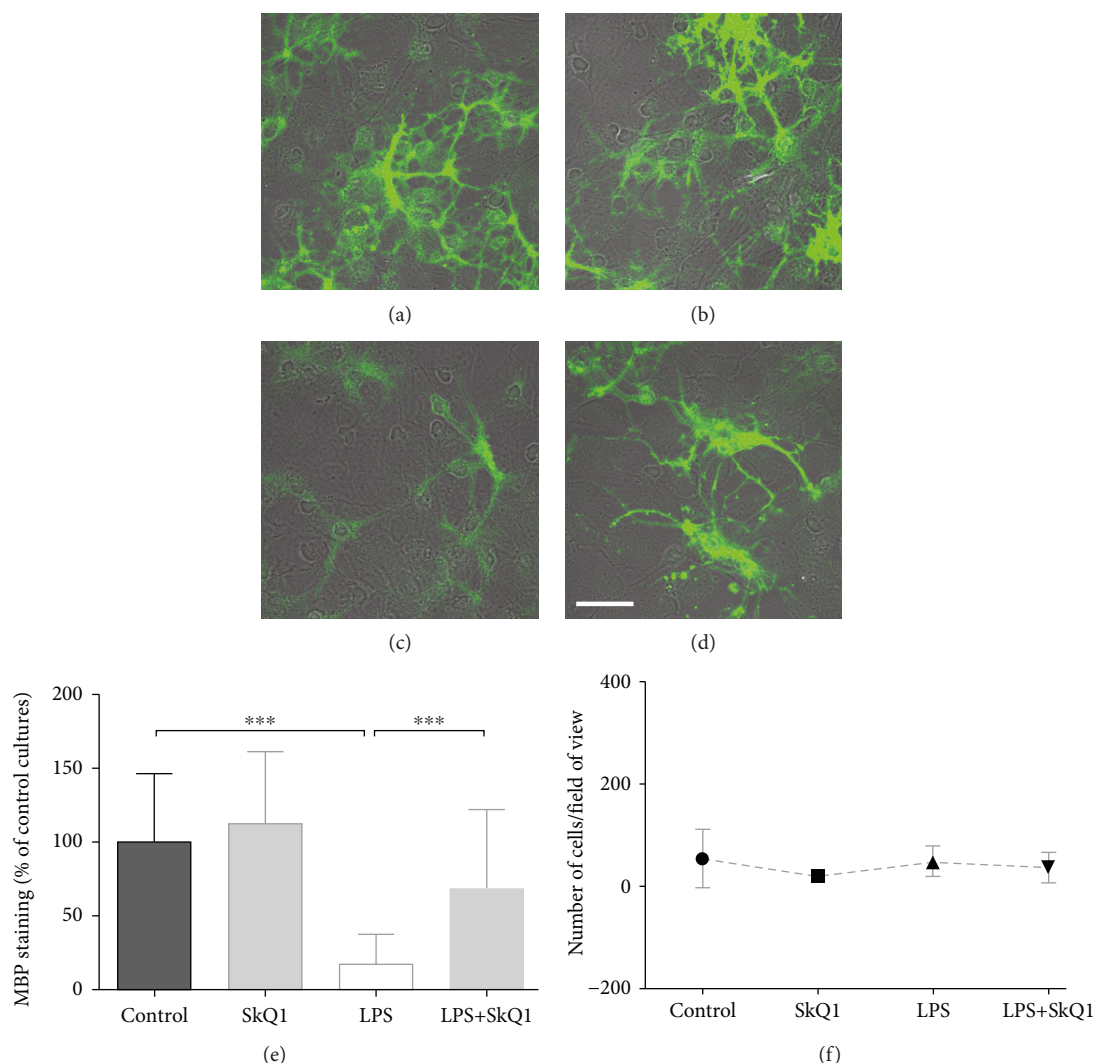 (a)
(b)
(c)
(d)
MBP staining (% of control cultures)
200
150
100
50
0
***
***
Control
SkQ1
LPS
LPS+SkQ1
(e)
Number of cells/field of view
400
200
0
−200
Control
SkQ1
LPS
LPS+SkQ1
(f)